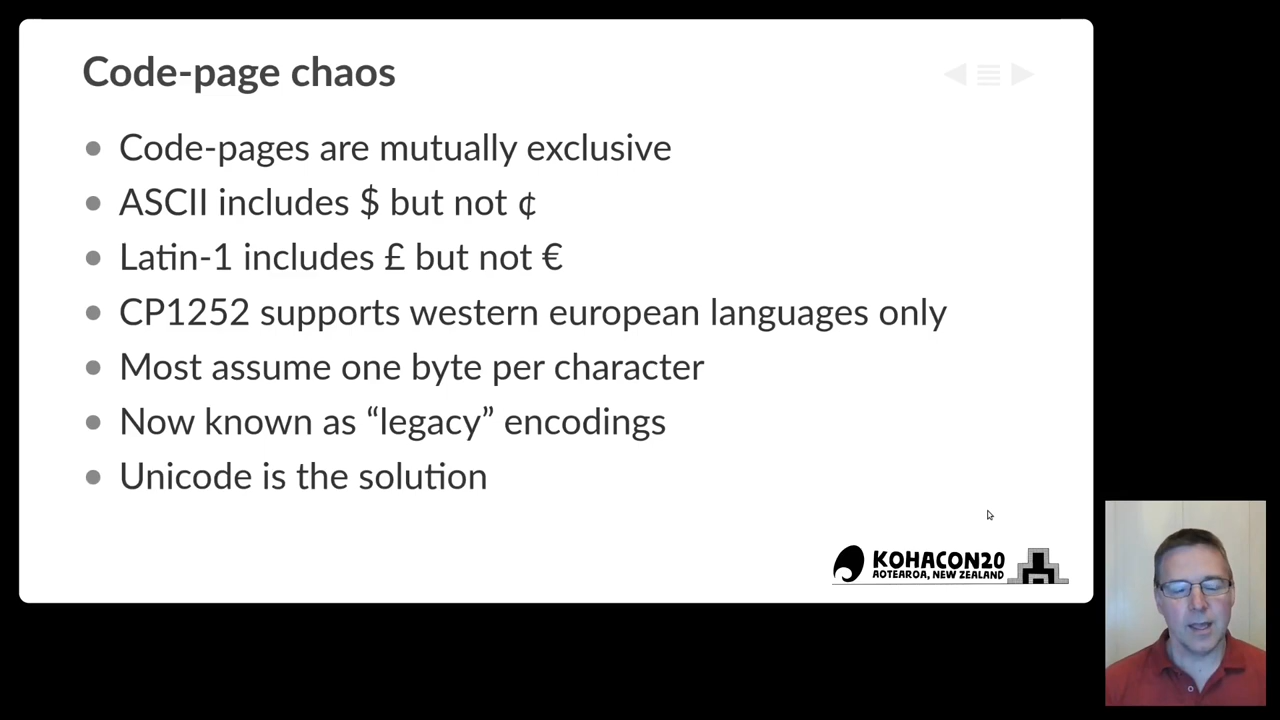 Code-page chaos
Code-pages are mutually exclusive
ASCII includes $ but not ¢
Latin-1 includes £ but not €
CP1252 supports western european languages only
Most assume one byte per character
Now known as “legacy” encodings
Unicode is the solution
KOHACON20
AOTEAROA, NEW ZEALAND